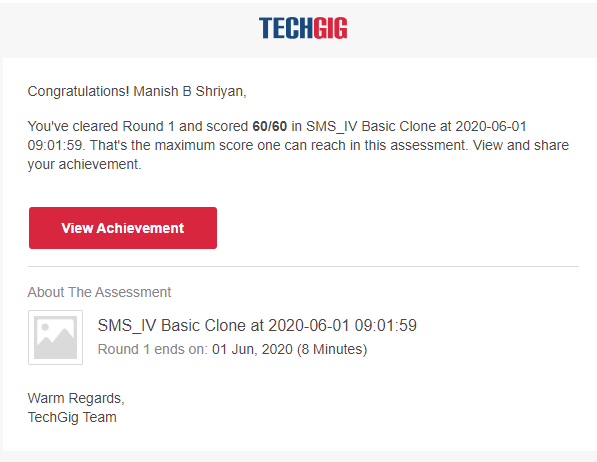 TECHGIG
Congratulations! Manish B Shriyan,
You've cleared Round 1 and scored 60/60 in SMS_IV Basic Clone at 2020-06-01
09:01:59. That's the maximum score one can reach in this assessment. View and share
your achievement.
View Achievement
About The Assessment
SMS_IV Basic Clone at 2020-06-01 09:01:59
Round 1 ends on: 01 Jun, 2020 (8 Minutes)
Warm Regards,
TechGig Team